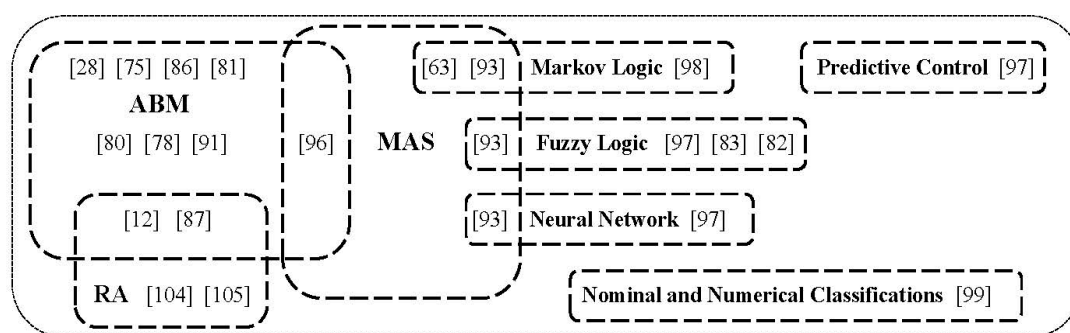 [28] [75] [86] [81] [63] [93] Markov Logic [98] Predictive Control [97]
ABM
[80] [78] [91] [96] MAS [93] Fuzzy Logic [97] [83] [82]
[12] [87] [93] Neural Network [97]
RA [104] [105] Nominal and Numerical Classifications [99]